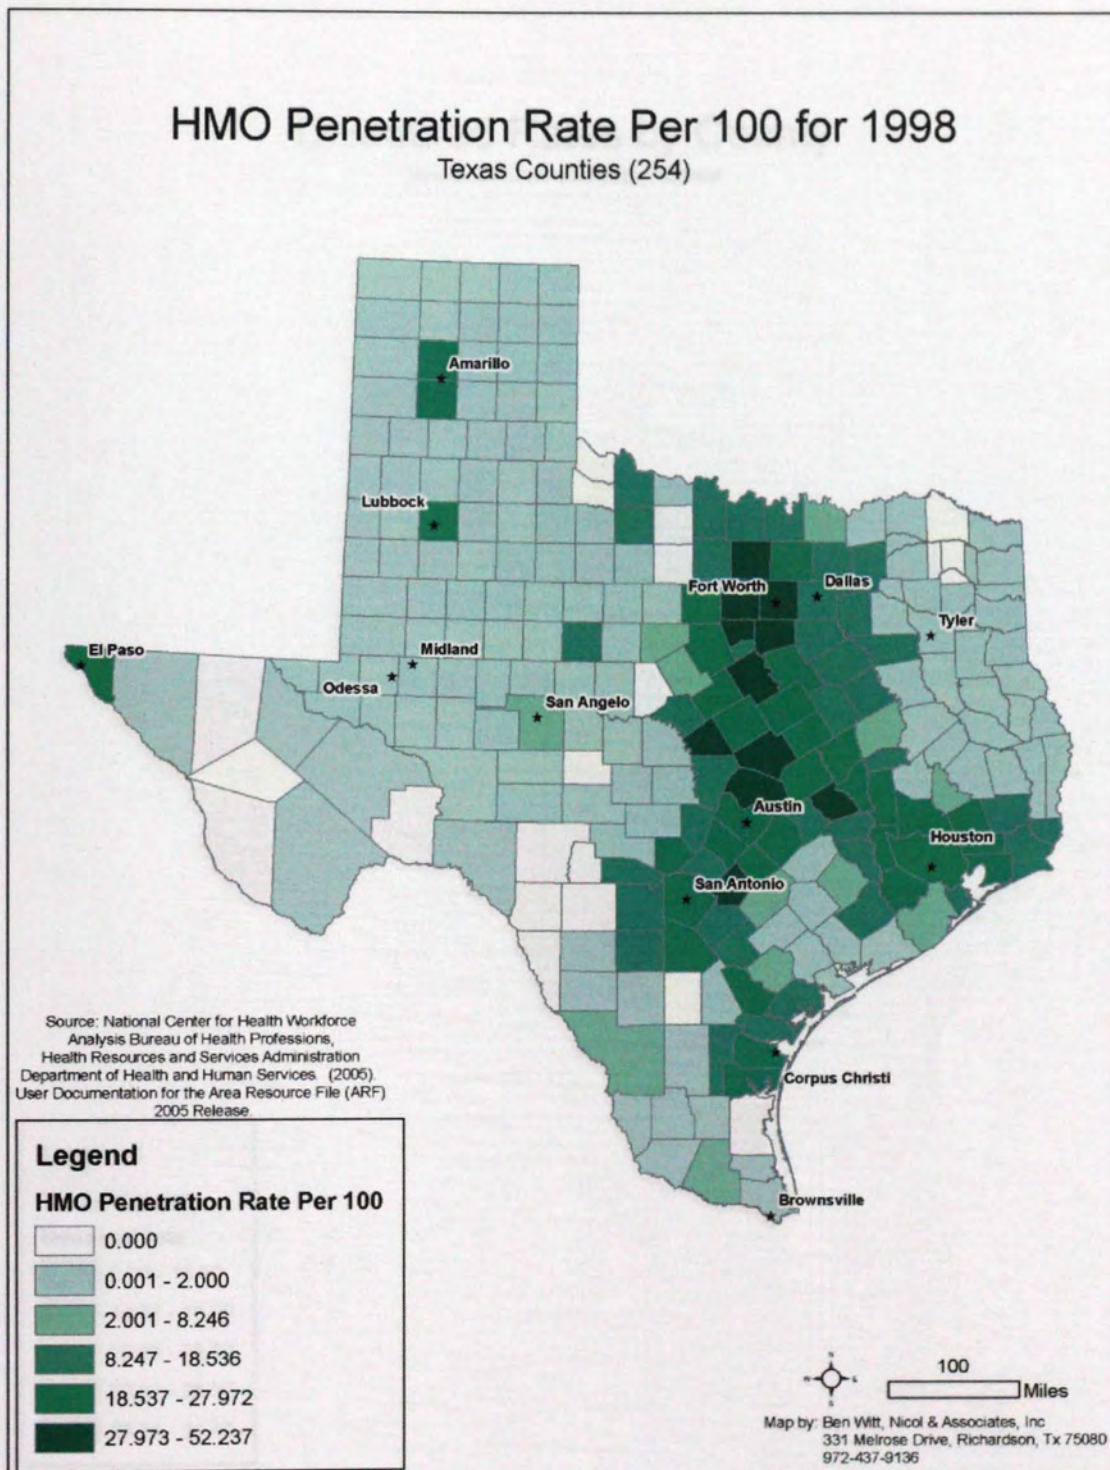 HMO Penetration Rate Per 100 for 1998
Texas Counties (254)
Amarillo
Lubbock
Fort Worth
Dallas
Tyler
El Paso
Midland
Odessa
San Angelo
Austin
Houston
San Antonio
Corpus Christi
Brownsville
Source: National Center for Health Workforce
Analysis Bureau of Health Professions,
Health Resources and Services Administration
Department of Health and Human Services. (2005).
User Documentation for the Area Resource File (ARF)
2005 Release.
Legend
HMO Penetration Rate Per 100
0.000
0.001 - 2.000
2.001 - 8.246
8.247 - 18.536
18.537 - 27.972
27.973 - 52.237
N
W E
S
100
Miles
Map by: Ben Witt, Nicol & Associates, Inc
331 Melrose Drive, Richardson, Tx 75080
972-437-9136